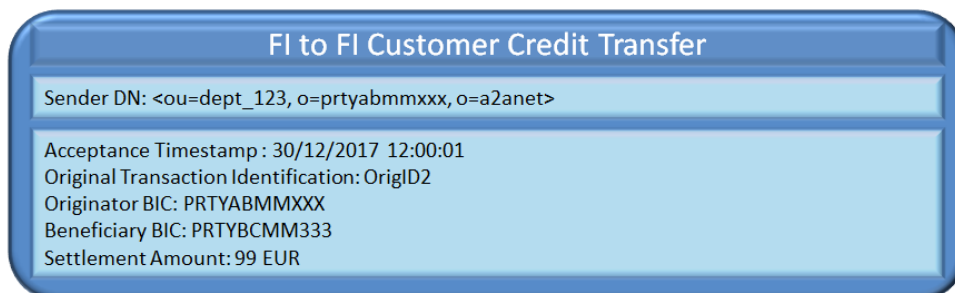 FI to FI Customer Credit Transfer
Sender DN: <ou=dept_123, o=prtyabmmxxx, o=a2anet>
Acceptance Timestamp : 30/12/2017 12:00:01
Original Transaction Identification: OrigID2
Originator BIC: PRTYABMMXXX
Beneficiary BIC: PRTYBCMM333
Settlement Amount: 99 EUR